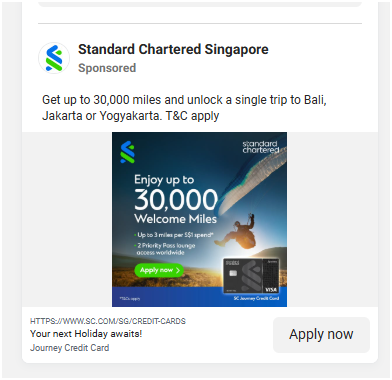 Standard Chartered Singapore
Sponsored
Get up to 30,000 miles and unlock a single trip to Bali,
Jakarta or Yogyakarta. T&C apply
standard
chartered
Enjoy up to
30,000
Welcome Miles
• Up to 3 miles per S$1 spend*
• 2 Priority Pass lounge
access worldwide
Apply now >
VISA
*T&Cs apply
SC Journey Credit Card
HTTPS://WWW.SC.COM/SG/CREDIT-CARDS
Your next Holiday awaits!
Journey Credit Card
Apply now